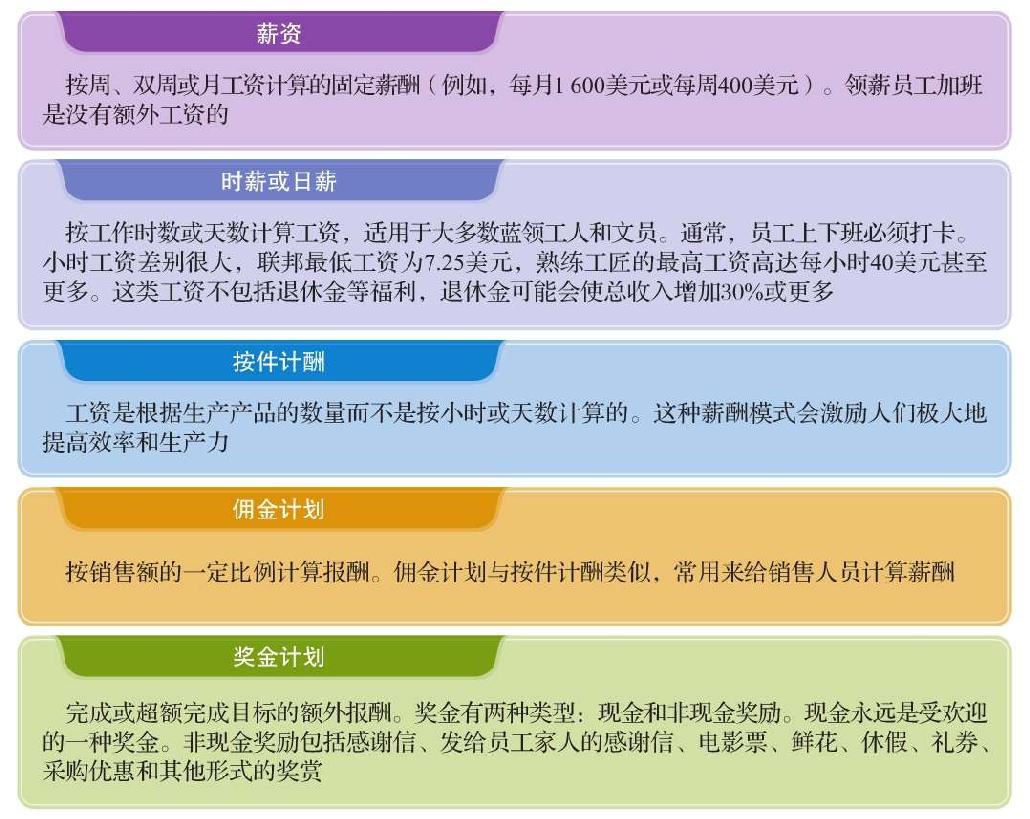 薪资
按周、双周或月工资计算的固定薪酬（例如，每月1 600美元或每周400美元）。领薪员工加班
是没有额外工资的
时薪或日薪
按工作时数或天数计算工资，适用于大多数蓝领工人和文员。通常，员工上下班必须打卡。
小时工资差别很大，联邦最低工资为7.25美元，熟练工匠的最高工资高达每小时40美元甚至
更多。这类工资不包括退休金等福利，退休金可能会使总收入增加30%或更多
按件计酬
工资是根据生产产品的数量而不是按小时或天数计算的。这种薪酬模式会激励人们极大地
提高效率和生产力
佣金计划
按销售额的一定比例计算报酬。佣金计划与按件计酬类似，常用来给销售人员计算薪酬
奖金计划
完成或超额完成目标的额外报酬。奖金有两种类型：现金和非现金奖励。现金永远是受欢迎
的一种奖金。非现金奖励包括感谢信、发给员工家人的感谢信、电影票、鲜花、休假、礼券、
采购优惠和其他形式的奖赏